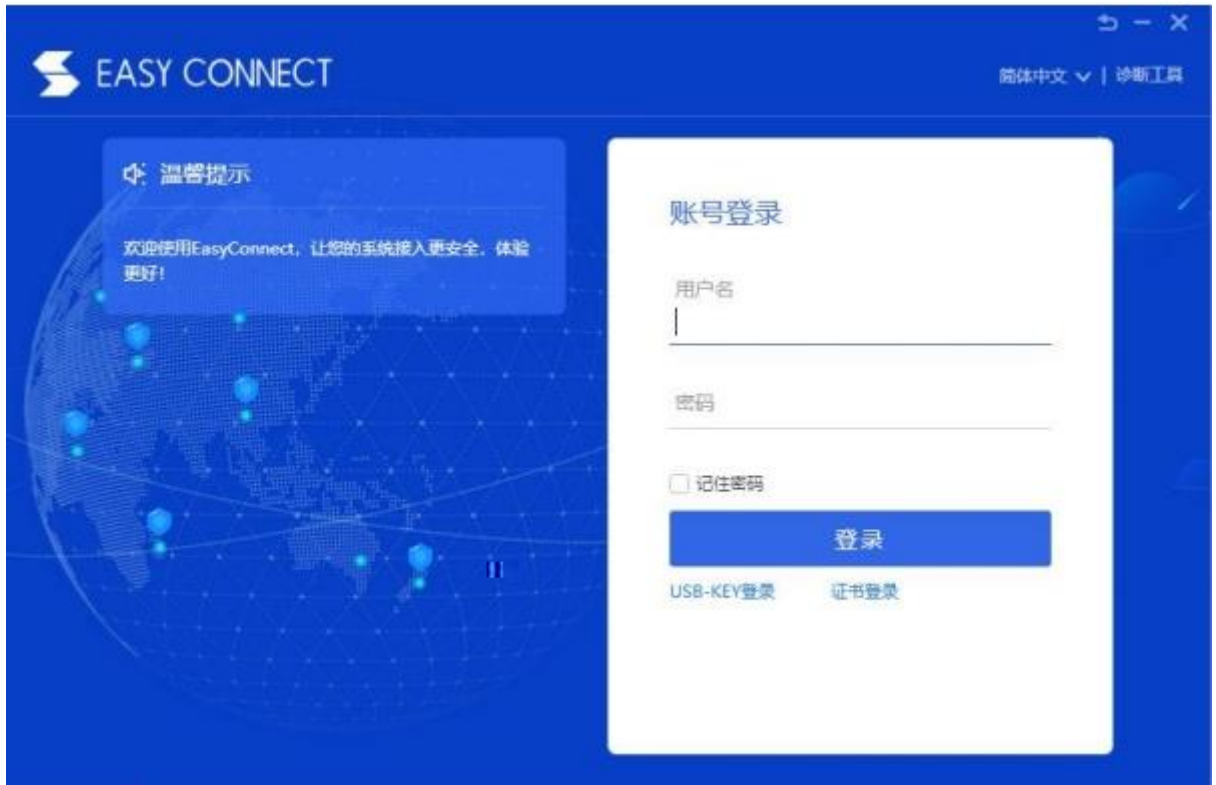 EASY CONNECT
简体中文 | 诊断工具
温馨提示
欢迎使用EasyConnect，让您的系统接入更安全、体验
更好！
账号登录
用户名
密码
记住密码
登录
USB-KEY登录 证书登录